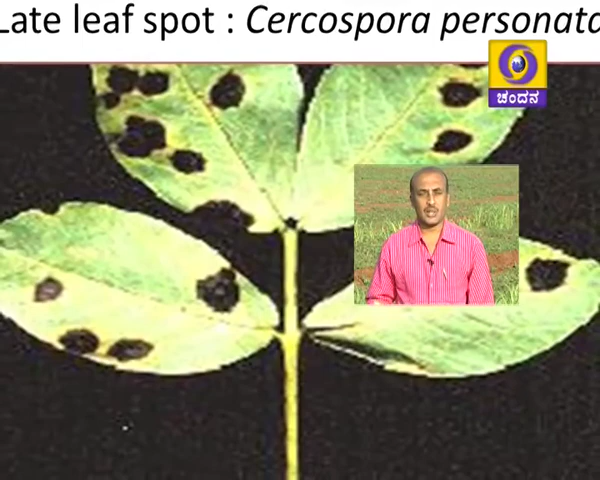 Late leaf spot : Cercospora personata
ಚಂದನ